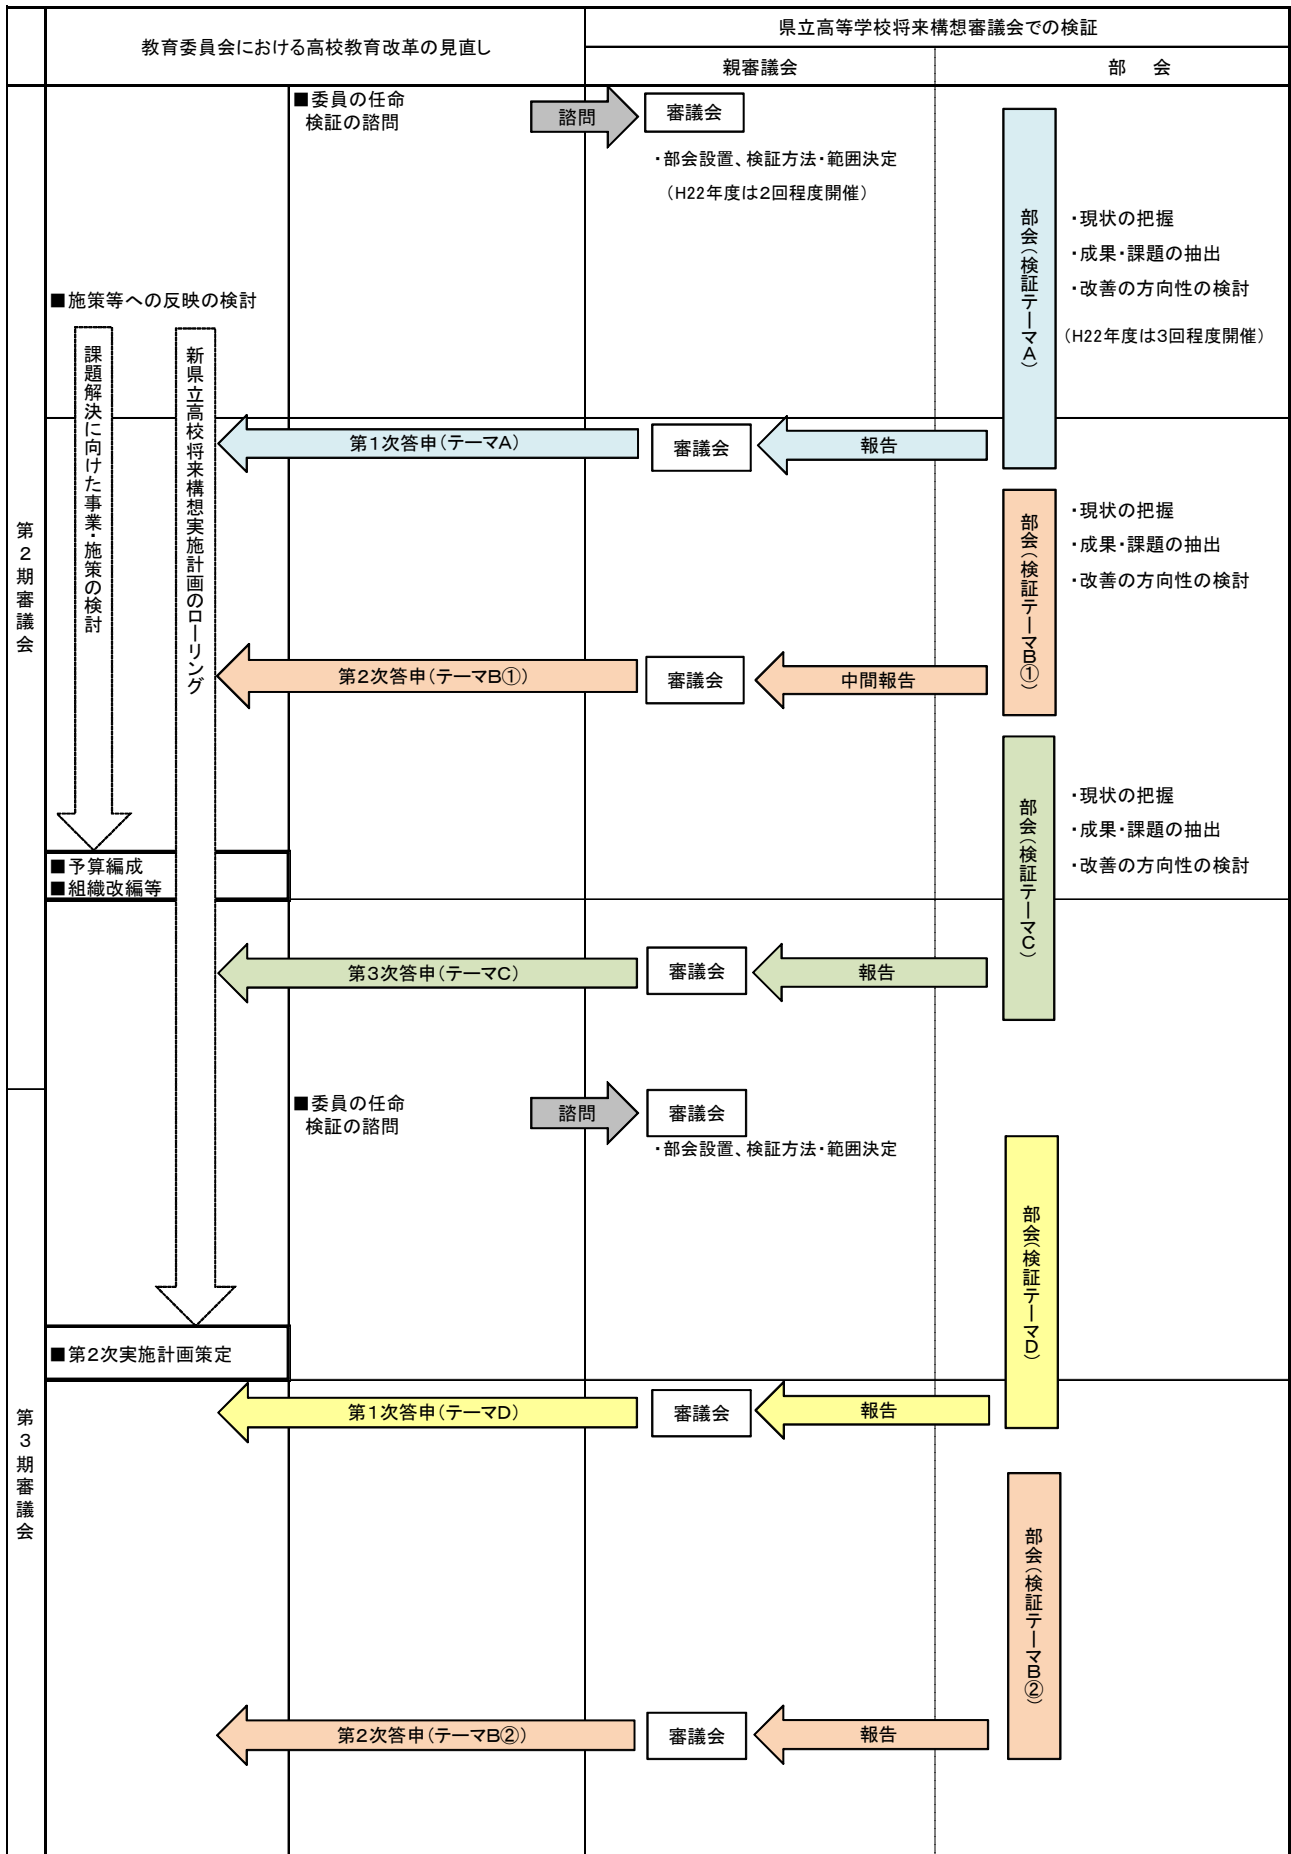 教育委員会における高校教育改革の見直し
県立高等学校将来構想審議会での検証
親審議会
部　会
第2期審議会
■委員の任命
検証の諮問
諮問
審議会
・部会設置、検証方法・範囲決定
（H22年度は２回程度開催）
部会（検証テーマＡ）
・現状の把握
・成果・課題の抽出
・改善の方向性の検討
（H22年度は3回程度開催）
■施策等への反映の検討
課題解決に向けた事業・施策の検討
新県立高校将来構想実施計画のローリング
第1次答申（テーマA）
審議会
報告
部会（検証テーマＢ①）
・現状の把握
・成果・課題の抽出
・改善の方向性の検討
第2次答申（テーマB①）
審議会
中間報告
部会（検証テーマＣ）
・現状の把握
・成果・課題の抽出
・改善の方向性の検討
■予算編成
■組織改編等
第3次答申（テーマC）
審議会
報告
第3期審議会
■委員の任命
検証の諮問
諮問
審議会
・部会設置、検証方法・範囲決定
部会（検証テーマＤ）
■第2次実施計画策定
第1次答申（テーマD）
審議会
報告
部会（検証テーマＢ②）
第2次答申（テーマB②）
審議会
報告